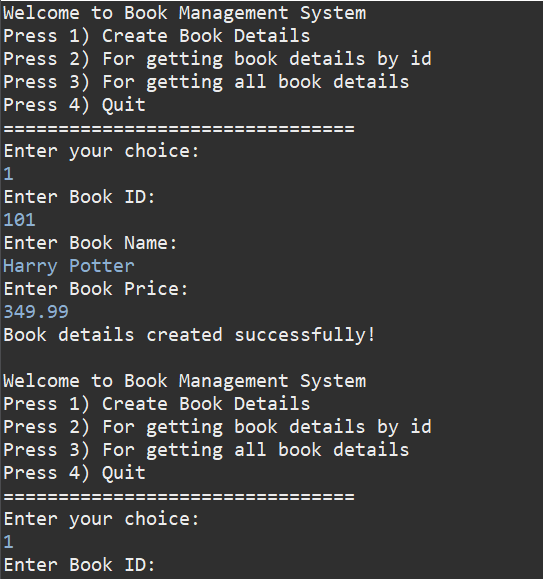 Welcome to Book Management System
Press 1) Create Book Details
Press 2) For getting book details by id
Press 3) For getting all book details
Press 4) Quit
================================
Enter your choice:
1
Enter Book ID:
101
Enter Book Name:
Harry Potter
Enter Book Price:
349.99
Book details created successfully!
Welcome to Book Management System
Press 1) Create Book Details
Press 2) For getting book details by id
Press 3) For getting all book details
Press 4) Quit
================================
Enter your choice:
1
Enter Book ID: